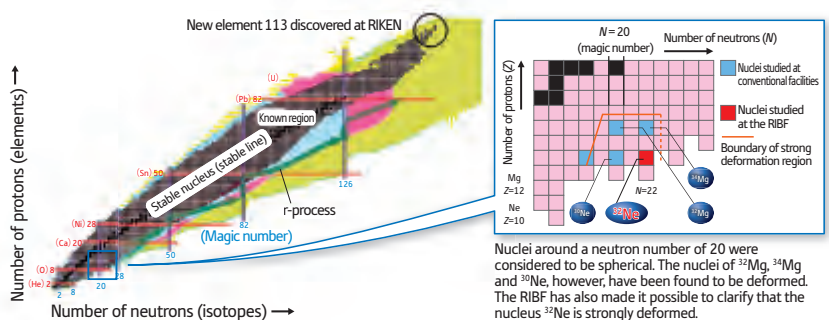 New element 113 discovered at RIKEN
Number of protons (elements)
(U)
(Pb) 82
Known region
Stable nucleus (stable line)
(Sn) 50
126
r-process
(Ni) 28
82
(Magic number)
(Ca) 20
50
(O) 8
28
20
(He) 2
2
8
Number of neutrons (isotopes)
N=20
(magic number)
Number of neutrons (N)
Number of protons (Z)
Nuclei studied at
conventional facilities
Nuclei studied
at the RIBF
Boundary of strong
deformation region
Mg
Z=12
Ne
Z=10
N=22
34Mg
30Ne
32Ne
32Mg
Nuclei around a neutron number of 20 were
considered to be spherical. The nuclei of 32Mg, 34Mg
and 30Ne, however, have been found to be deformed.
The RIBF has also made it possible to clarify that the
nucleus 32Ne is strongly deformed.